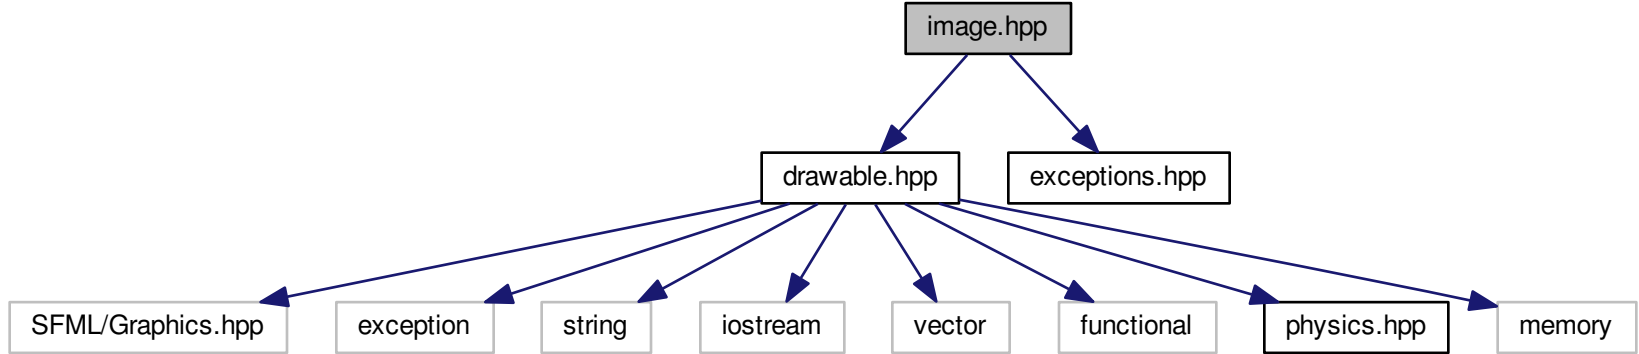 image.hpp
drawable.hpp
exceptions.hpp
SFML/Graphics.hpp
exception
string
iostream
vector
functional
physics.hpp
memory